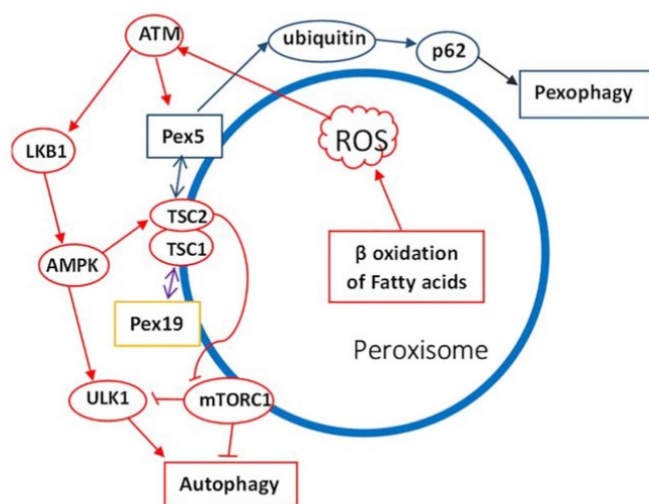 ATM
ubiquitin
p62
Pexophagy
Pex5
ROS
LKB1
TSC2
TSC1
AMPK
β oxidation
of Fatty acids
Pex19
Peroxisome
ULK1
mTORC1
Autophagy